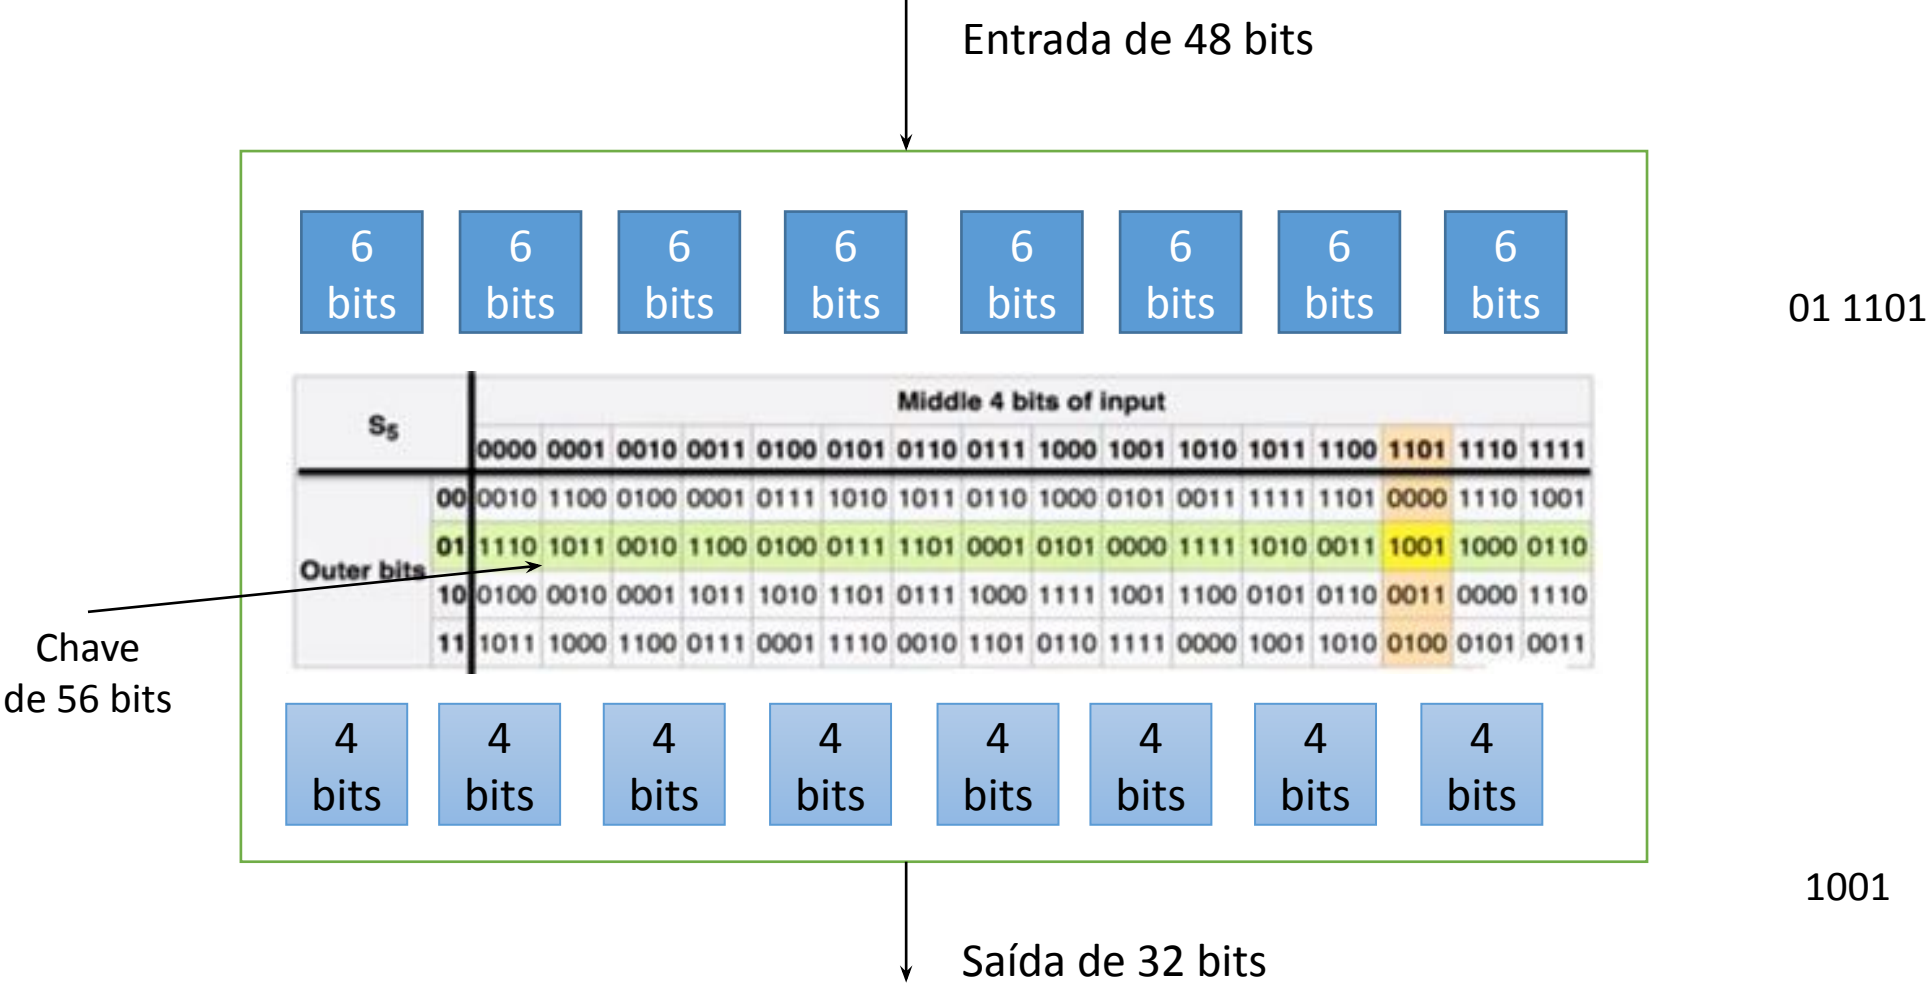 Entrada de 48 bits
6 bits
6 bits
6 bits
6 bits
6 bits
6 bits
6 bits
6 bits
01 1101
S5
Middle 4 bits of input
0000 0001 0010 0011 0100 0101 0110 0111 1000 1001 1010 1011 1100 1101 1110 1111
Outer bits
00 0010 1100 0100 0001 0111 1010 1011 0110 1000 0101 0011 1111 1101 0000 1110 1001
01 1110 1011 0010 1100 0100 0111 1101 0001 0101 0000 1111 1010 0011 1001 1000 0110
10 0100 0010 0001 1011 1010 1101 0111 1000 1111 1001 1100 0101 0110 0011 0000 1110
11 1011 1000 1100 0111 0001 1110 0010 1101 0110 1111 0000 1001 1010 0100 0101 0011
Chave
de 56 bits
4 bits
4 bits
4 bits
4 bits
4 bits
4 bits
4 bits
4 bits
1001
Saída de 32 bits